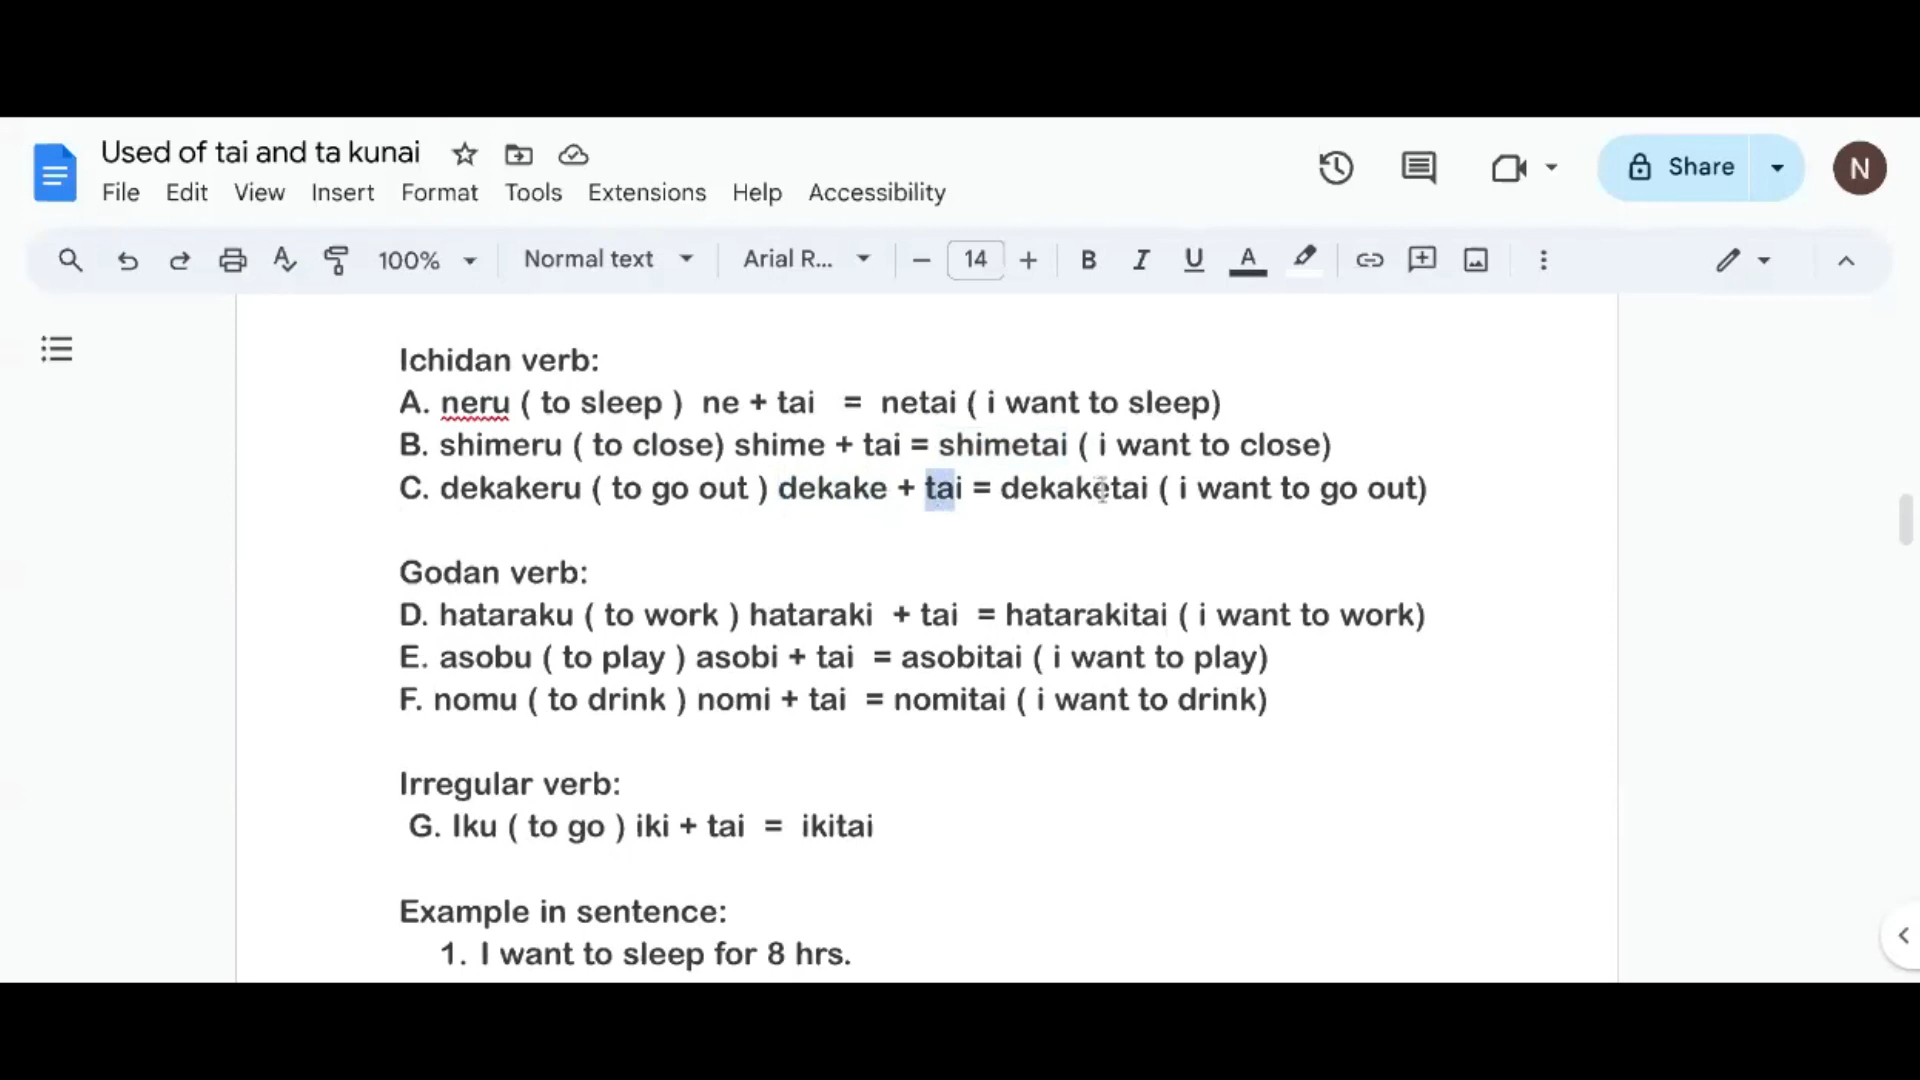 Used of tai and ta kunai
File Edit View Insert Format Tools Extensions Help Accessibility
Share
N
100% Normal text Arial R... 14 B I U A
Ichidan verb:
A. neru ( to sleep ) ne + tai = netai ( i want to sleep)
B. shimeru ( to close) shime + tai = shimetai ( i want to close)
C. dekakeru ( to go out ) dekake + tai = dekaketai ( i want to go out)
Godan verb:
D. hataraku ( to work ) hataraki + tai = hatarakitai ( i want to work)
E. asobu ( to play ) asobi + tai = asobitai ( i want to play)
F. nomu ( to drink ) nomi + tai = nomitai ( i want to drink)
Irregular verb:
G. Iku ( to go ) iki + tai = ikitai
Example in sentence:
1. I want to sleep for 8 hrs.